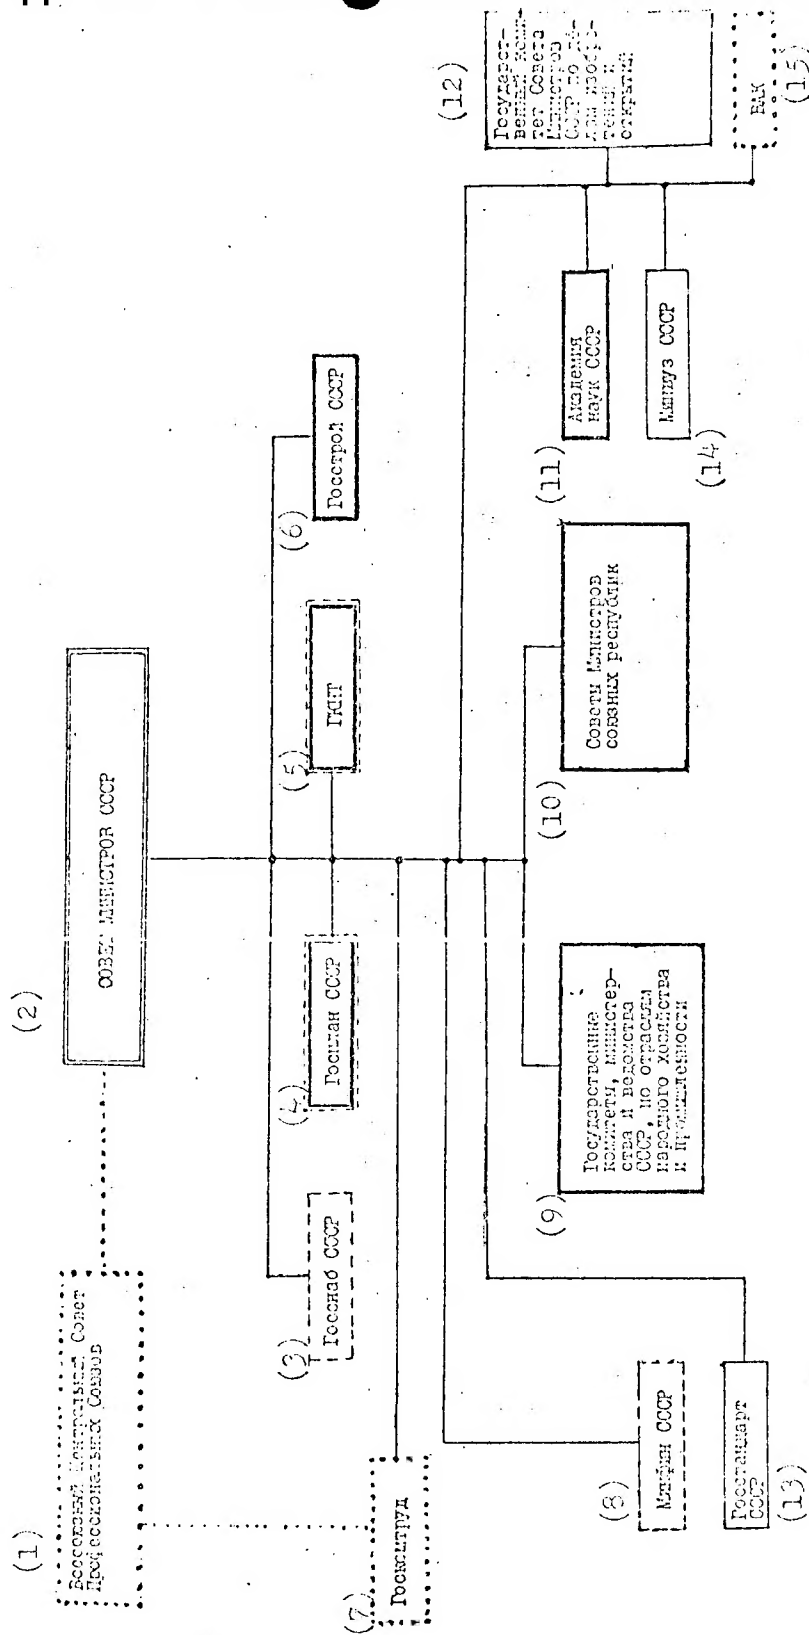 (1)
Всесоюзный Центральный Совет
Профессиональных Союзов
(2)
СОВЕТ МИНИСТРОВ СССР
(3)
Госснаб СССР
(4)
Госплан СССР
(5)
ГКНТ
(6)
Госстрой СССР
(7)
Госкомтруд
(8)
Минфин СССР
(9)
Государственные
комитеты, министер-
ства и ведомства
СССР, по отраслям
народного хозяйства
и промышленности
(10)
Советы Министров
союзных республик
(11)
Академия
наук СССР
(12)
Государст-
венный коми-
тет Совета
Министров
СССР по де-
лам изобре-
тений и
открытий
(13)
Госстандарт
СССР
(14)
Минвуз СССР
(15)
ВАК